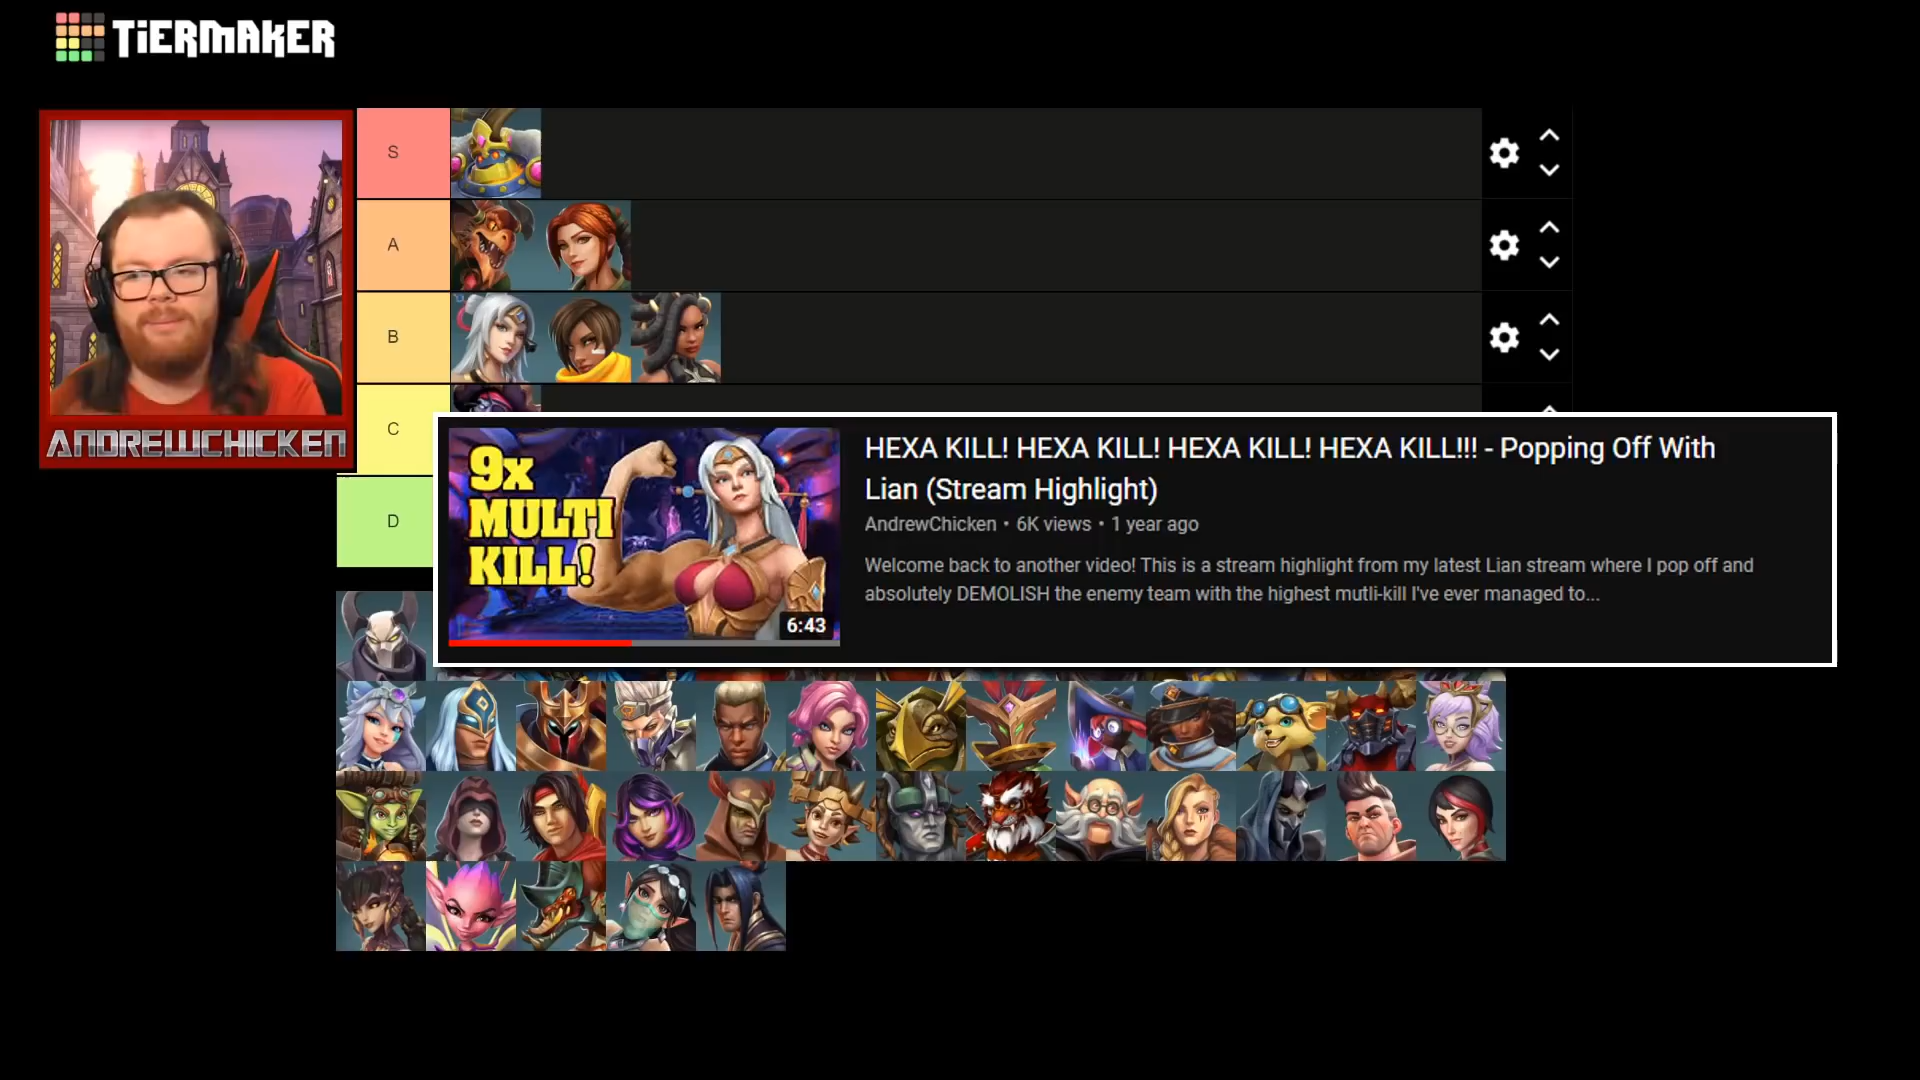 TiERMAKER
S
A
B
C
D
ANDREWCHICKEN
9x
MULTI
KILL!
6:43
HEXA KILL! HEXA KILL! HEXA KILL! HEXA KILL!!! - Popping Off With
Lian (Stream Highlight)
AndrewChicken • 6K views • 1 year ago
Welcome back to another video! This is a stream highlight from my latest Lian stream where I pop off and
absolutely DEMOLISH the enemy team with the highest mutli-kill I've ever managed to...